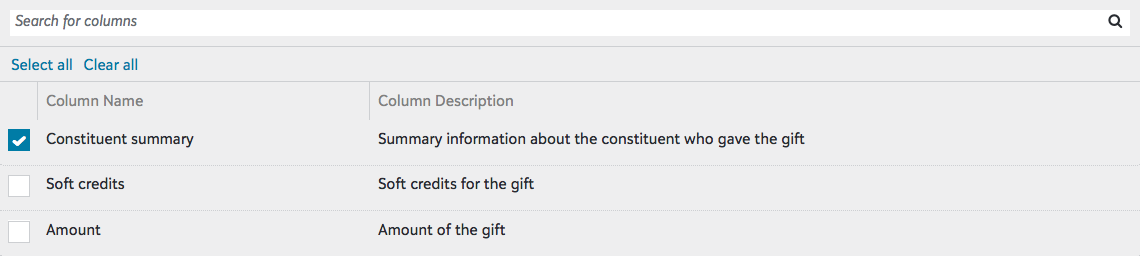 Search for columns
Select all Clear all
Column Name Column Description
Constituent summary Summary information about the constituent who gave the gift
Soft credits Soft credits for the gift
Amount Amount of the gift